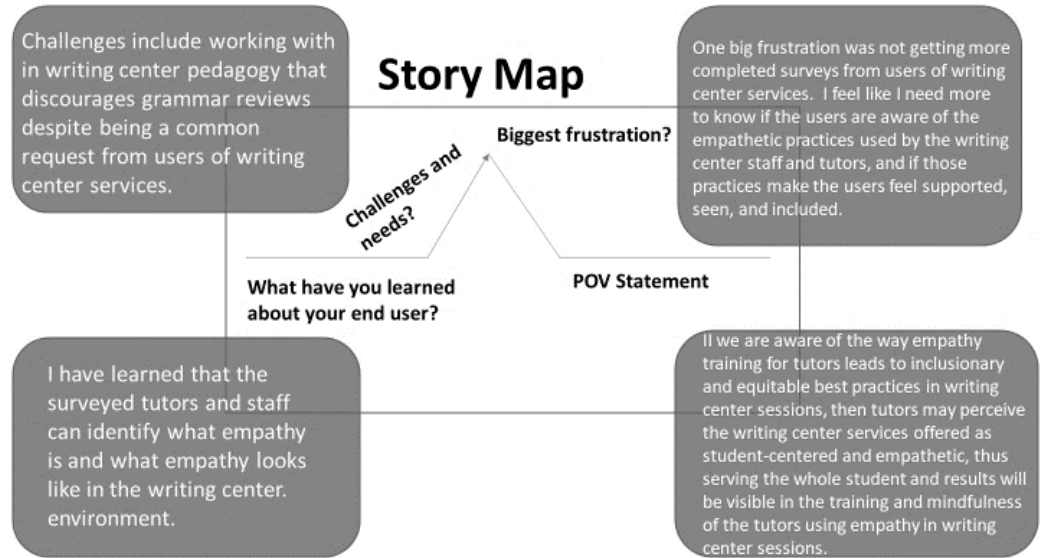 Story Map
Challenges include working with
in writing center pedagogy that
discourages grammar reviews
despite being a common
request from users of writing
center services.
One big frustration was not getting more
completed surveys from users of writing
center services.  I feel like I need more
to know if the users are aware of the
empathetic practices used by the writing
center staff and tutors, and if those
practices make the users feel supported,
seen, and included.
Challenges and
needs?
Biggest frustration?
What have you learned
about your end user?
POV Statement
I have learned that the
surveyed tutors and staff
can identify what empathy
is and what empathy looks
like in the writing center.
environment.
II we are aware of the way empathy
training for tutors leads to inclusionary
and equitable best practices in writing
center sessions, then tutors may perceive
the writing center services offered as
student-centered and empathetic, thus
serving the whole student and results will
be visible in the training and mindfulness
of the tutors using empathy in writing
center sessions.